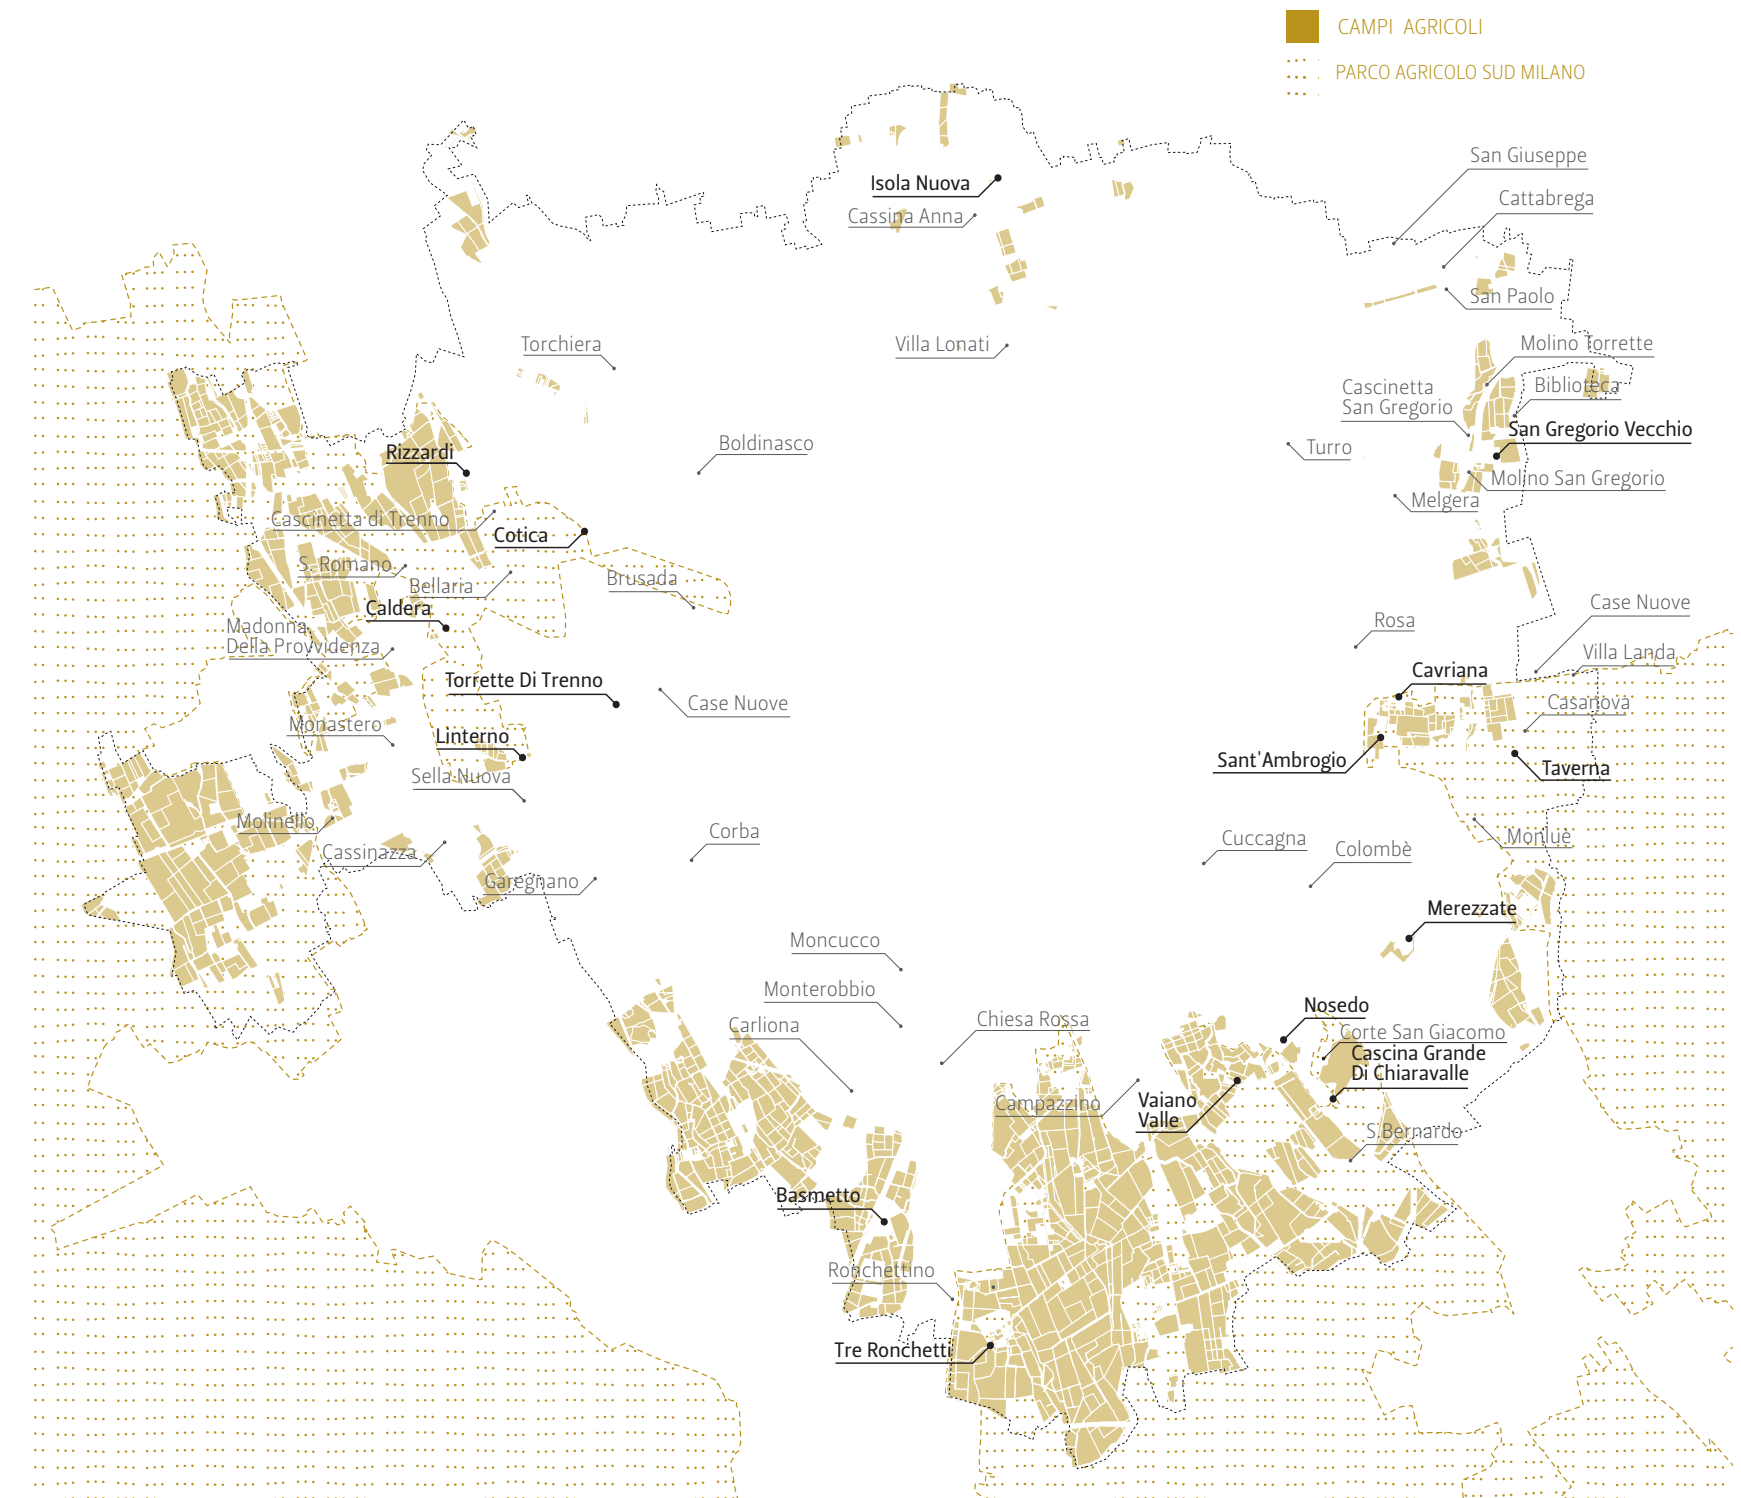 CAMPI AGRICOLI
PARCO AGRICOLO SUD MILANO
San Giuseppe
Isola Nuova
Cattabrega
Cassina Anna
San Paolo
Torchiera
Villa Lonati
Molino Torrette
Cascinetta
San Gregorio
Biblioteca
San Gregorio Vecchio
Rizzardi
Boldinasco
Turro
Molino San Gregorio
Melgera
Cascinetta di Trenno
Cotica
S. Romano
Bellaria
Brusada
Caldera
Case Nuove
Madonna
Della Provvidenza
Rosa
Villa Landa
Torrette Di Trenno
Cavriana
Case Nuove
Casanova
Monastero
Linterno
Sant'Ambrogio
Taverna
Sella Nuova
Molinello
Corba
Cuccagna
Monluè
Cassinazza
Colombè
Garegnano
Merezzate
Moncucco
Monterobbio
Nosedo
Carliona
Chiesa Rossa
Corte San Giacomo
Cascina Grande
Di Chiaravalle
Campazzino
Vaiano
Valle
S.Bernardo
Basmetto
Ronchettino
Tre Ronchetti